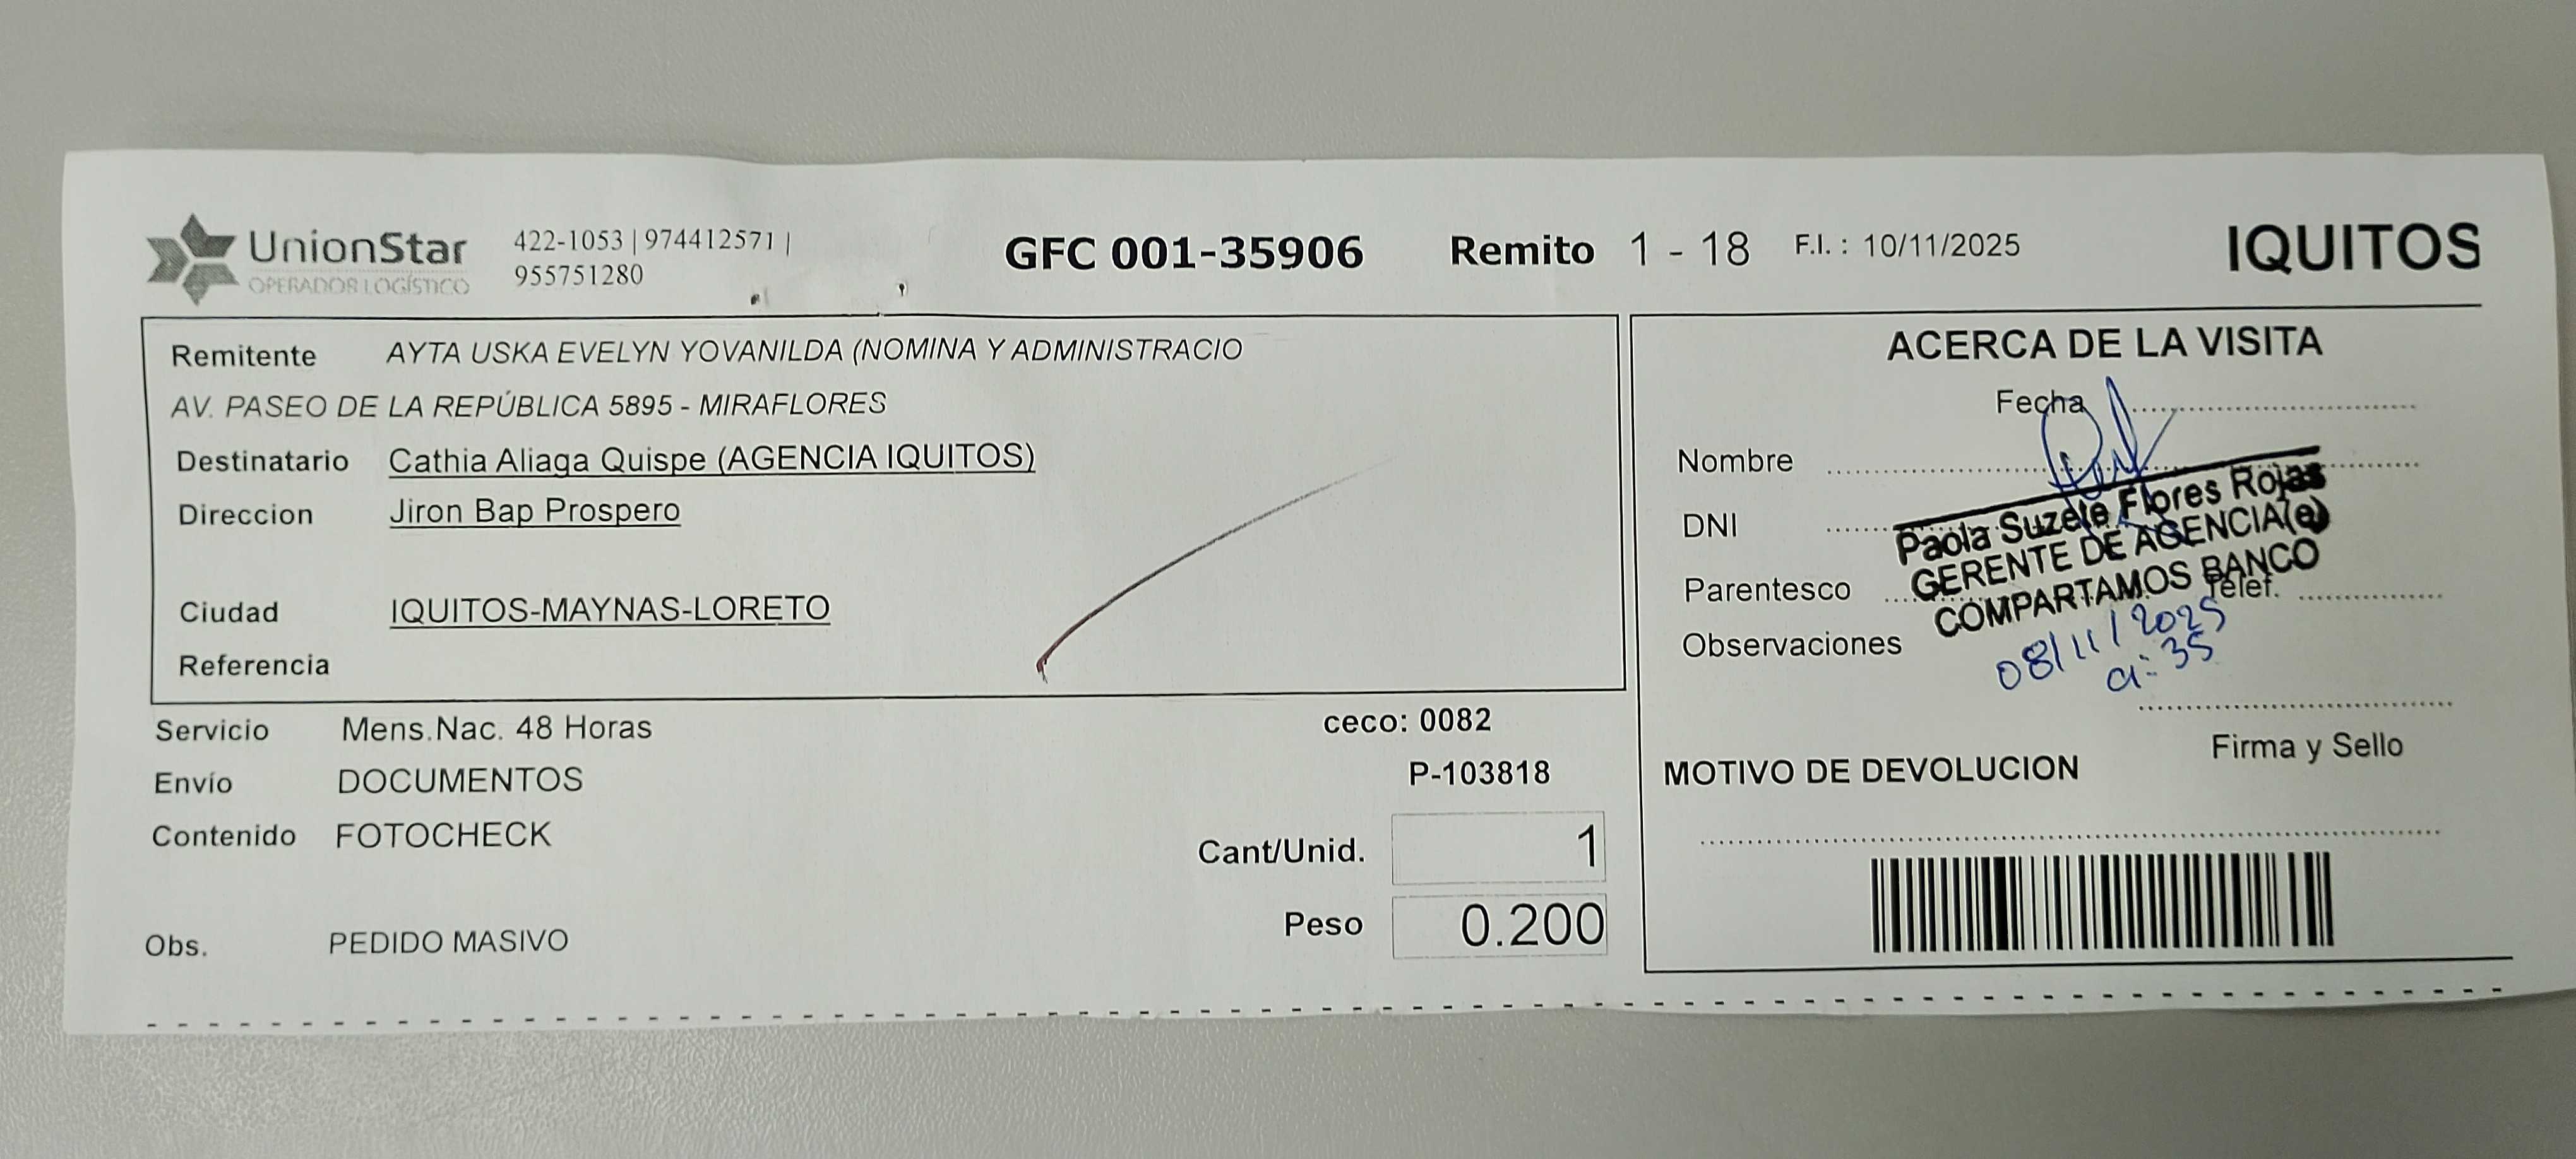 UnionStar
OPERADOR LOGÍSTICO
422-1053 | 974412571 |
955751280
GFC 001-35906
Remito 1 - 18
F.I. : 10/11/2025
IQUITOS
Remitente AYTA USKA EVELYN YOVANILDA (NOMINA Y ADMINISTRACIO
AV. PASEO DE LA REPÚBLICA 5895 - MIRAFLORES
Destinatario Cathia Aliaga Quispe (AGENCIA IQUITOS)
Direccion Jiron Bap Prospero
Ciudad IQUITOS-MAYNAS-LORETO
Referencia
Servicio Mens.Nac. 48 Horas
ceco: 0082
Envío DOCUMENTOS
P-103818
Contenido FOTOCHECK
Cant/Unid. 1
Peso 0.200
Obs. PEDIDO MASIVO
ACERCA DE LA VISITA
Fecha
Nombre
DNI
Paola Suzete Flores Rojas
GERENTE DE AGENCIA(e)
COMPARTAMOS BANCO
Parentesco
Telef.
Observaciones
08/11/2025
Firma y Sello
MOTIVO DE DEVOLUCION